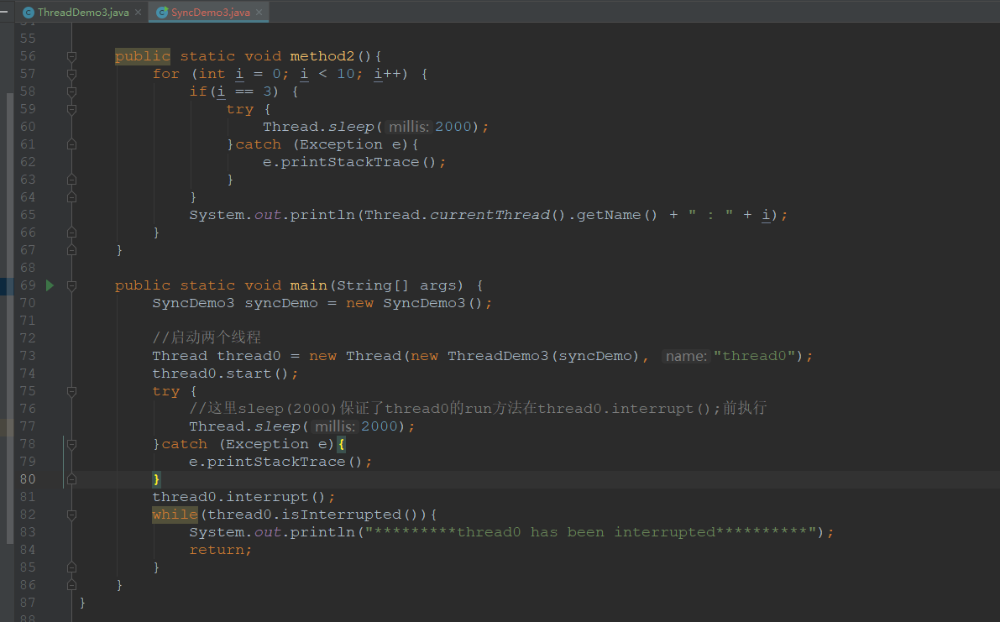 ThreadDemo3.java SyncDemo3.java
55
56 public static void method2(){
57 for (int i = 0; i < 10; i++) {
58 if(i == 3) {
59 try {
60 Thread.sleep( millis: 2000);
61 }catch (Exception e){
62 e.printStackTrace();
63 }
64 }
65 System.out.println(Thread.currentThread().getName() + " : " + i);
66 }
67 }
68
69 public static void main(String[] args) {
70 SyncDemo3 syncDemo = new SyncDemo3();
71
72 //启动两个线程
73 Thread thread0 = new Thread(new ThreadDemo3(syncDemo), name: "thread0");
74 thread0.start();
75 try {
76 //这里sleep(2000)保证了thread0的run方法在thread0.interrupt();前执行
77 Thread.sleep( millis: 2000);
78 }catch (Exception e){
79 e.printStackTrace();
80 }
81 thread0.interrupt();
82 while(thread0.isInterrupted()){
83 System.out.println("*********thread0 has been interrupted**********");
84 return;
85 }
86 }
87 }
88